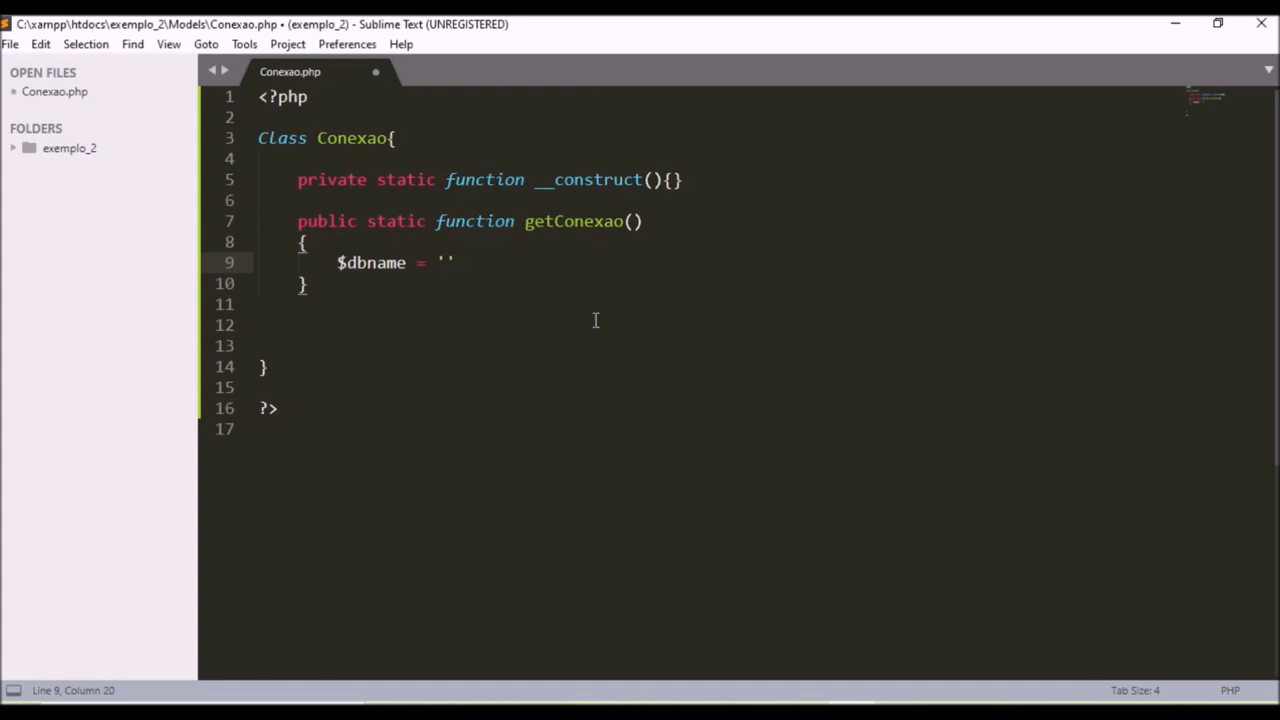 C:\xampp\htdocs\exemplo_2\Models\Conexao.php • (exemplo_2) - Sublime Text (UNREGISTERED)
File Edit Selection Find View Goto Tools Project Preferences Help
OPEN FILES
Conexao.php
FOLDERS
exemplo_2
Conexao.php
1 <?php
2
3 Class Conexao{
4
5 private static function __construct(){}
6
7 public static function getConexao()
8 {
9 $dbname = ''
10 }
11
12
13
14 }
15
16 ?>
17
Line 9, Column 20 Tab Size: 4 PHP